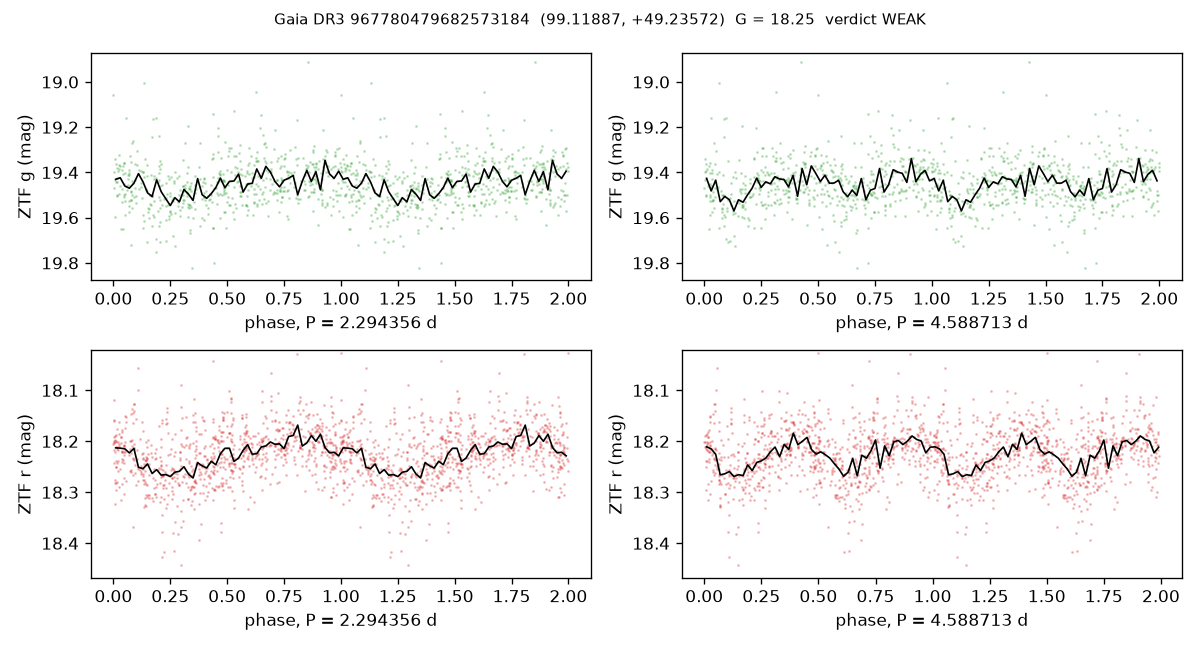 Gaia DR3 967780479682573184 (99.11887, +49.23572) G = 18.25 verdict WEAK
ZTF g (mag)
19.0
19.2
19.4
19.6
19.8
0.00 0.25 0.50 0.75 1.00 1.25 1.50 1.75 2.00
phase, P = 2.294356 d
ZTF g (mag)
19.0
19.2
19.4
19.6
19.8
0.00 0.25 0.50 0.75 1.00 1.25 1.50 1.75 2.00
phase, P = 4.588713 d
ZTF r (mag)
18.1
18.2
18.3
18.4
0.00 0.25 0.50 0.75 1.00 1.25 1.50 1.75 2.00
phase, P = 2.294356 d
ZTF r (mag)
18.1
18.2
18.3
18.4
0.00 0.25 0.50 0.75 1.00 1.25 1.50 1.75 2.00
phase, P = 4.588713 d